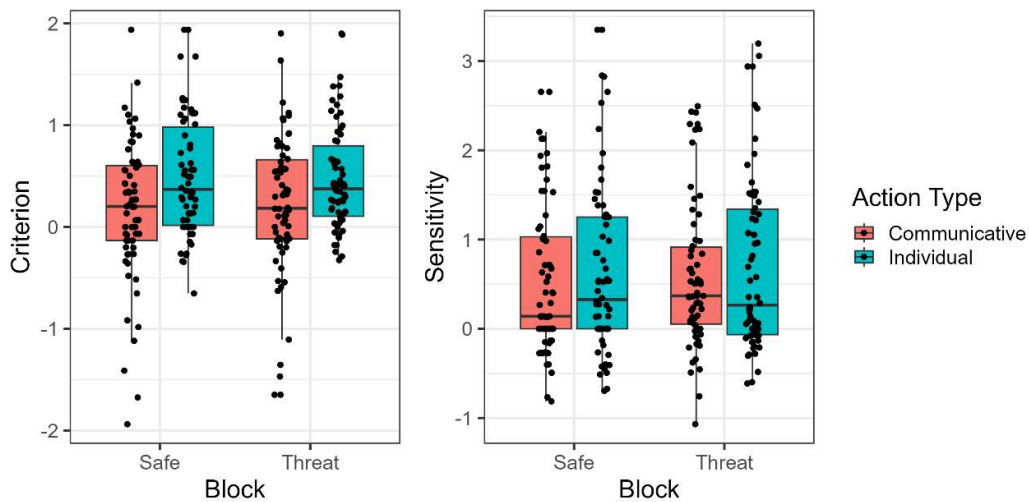 2
1
0
-1
-2
Criterion
Safe
Threat
Block
3
2
1
0
-1
Sensitivity
Safe
Threat
Block
Action Type
Communicative
Individual